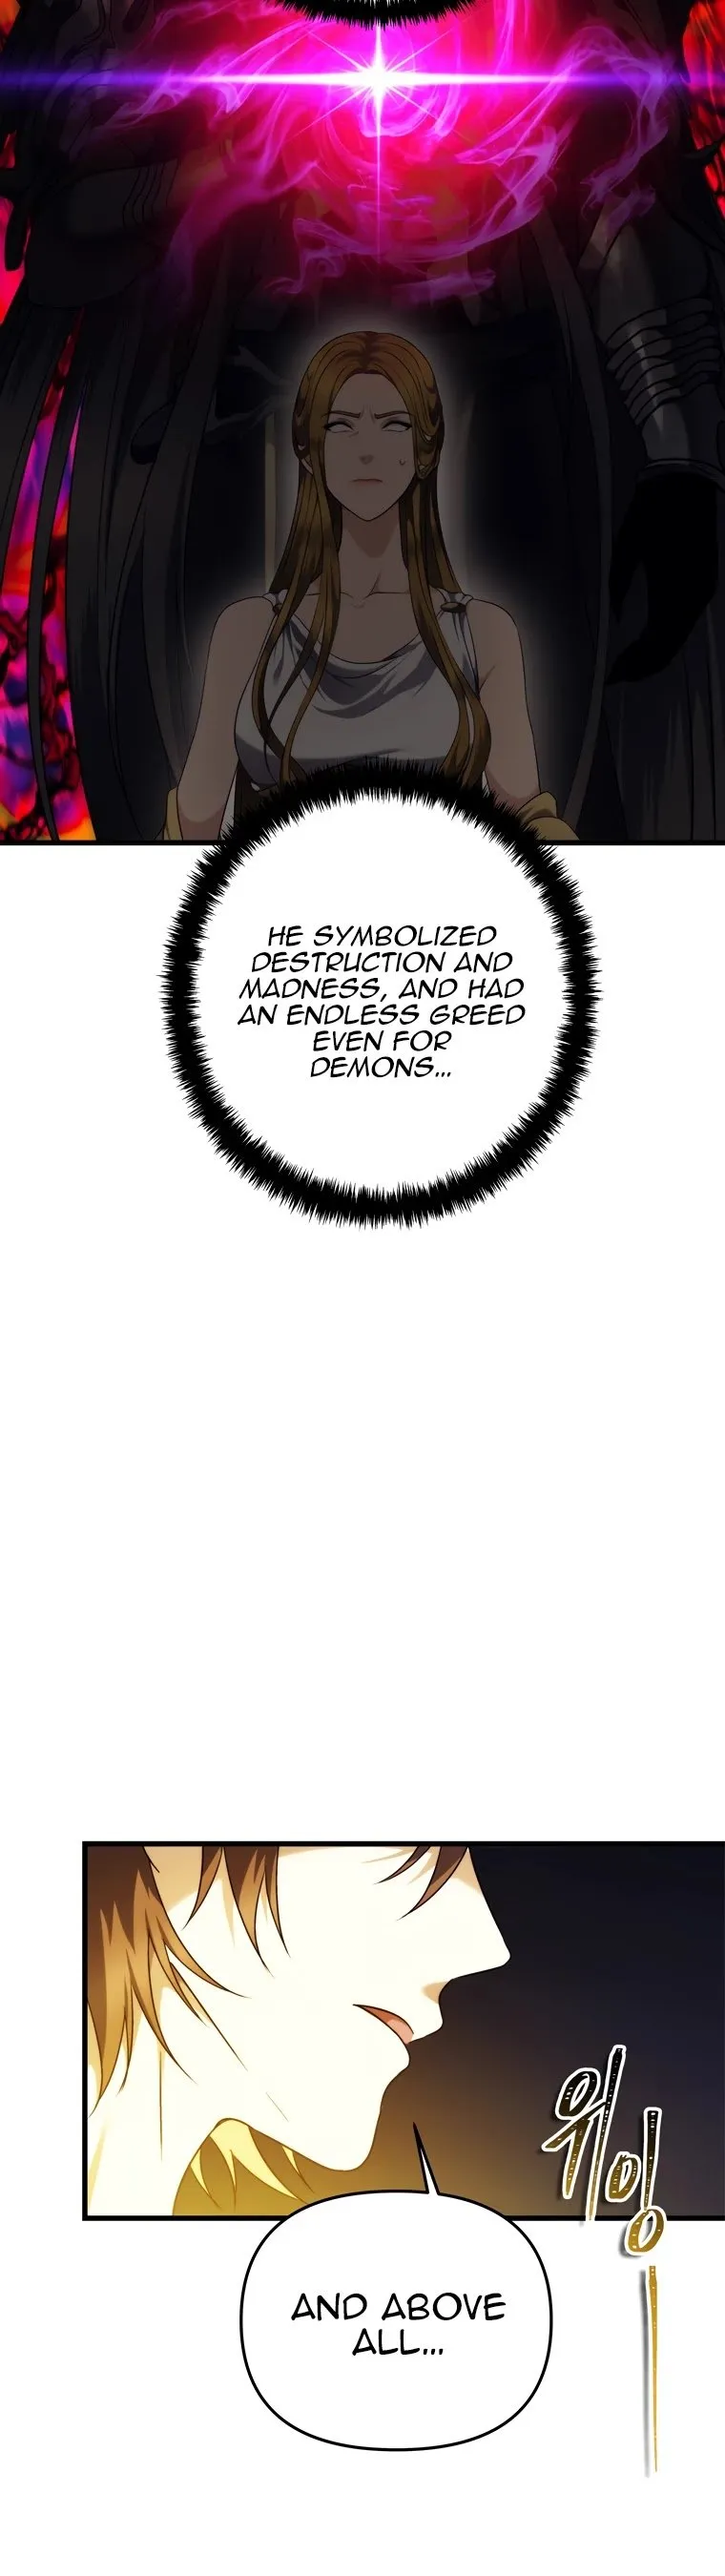 HE SYMBOLIZED
DESTRUCTION AND
MADNESS, AND HAD
AN ENDLESS GREED
EVEN FOR
DEMONS...
위잉
AND ABOVE
ALL...